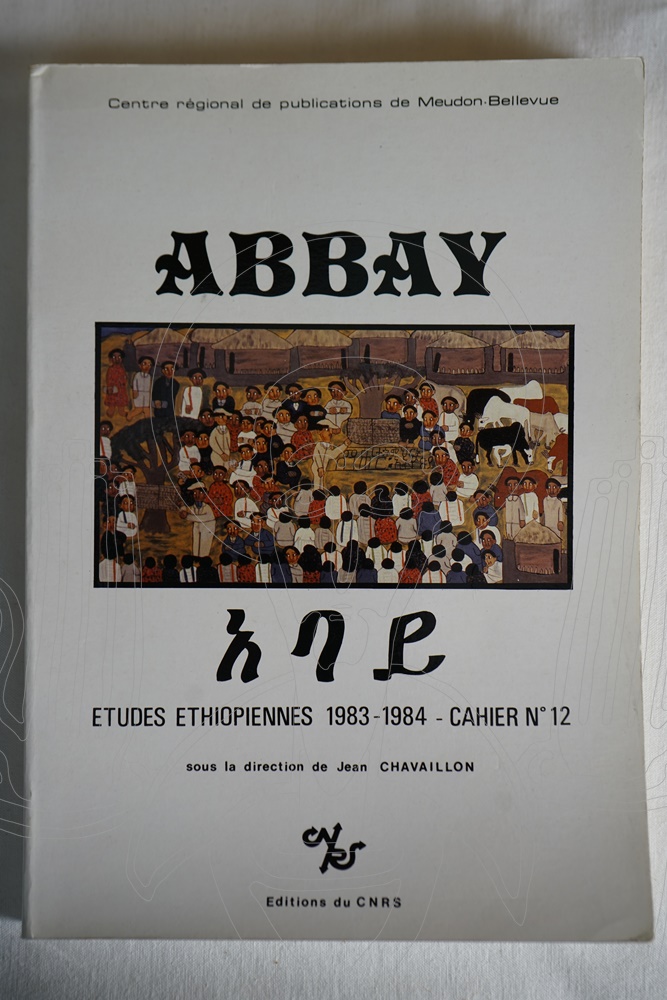 Centre régional de publications de Meudon-Bellevue
ABBAY
አባይ
ETUDES ETHIOPIENNES 1983-1984 - CAHIER N° 12
sous la direction de Jean CHAVAILLON
CNRS
Editions du CNRS